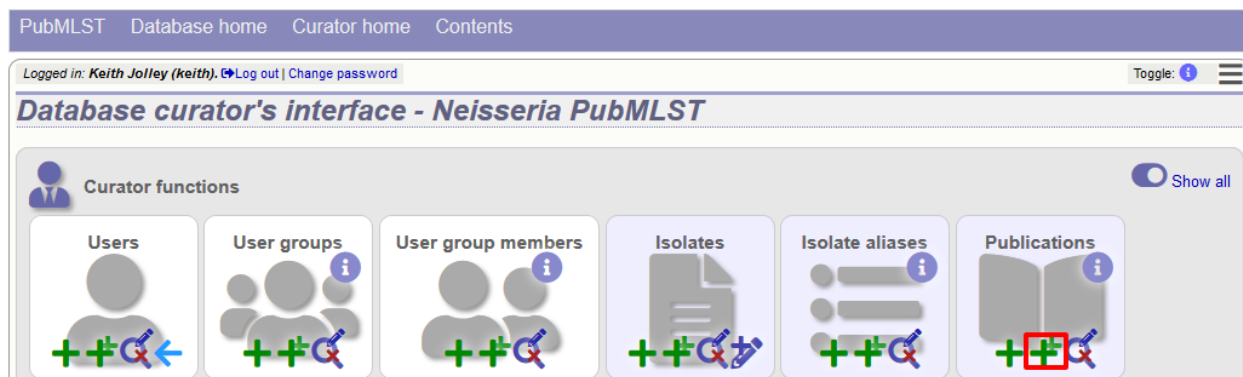 PubMLST Database home Curator home Contents
Logged in: Keith Jolley (keith). Log out | Change password Toggle: i
Database curator's interface - Neisseria PubMLST
Curator functions Show all
Users User groups User group members Isolates Isolate aliases Publications
i i i i